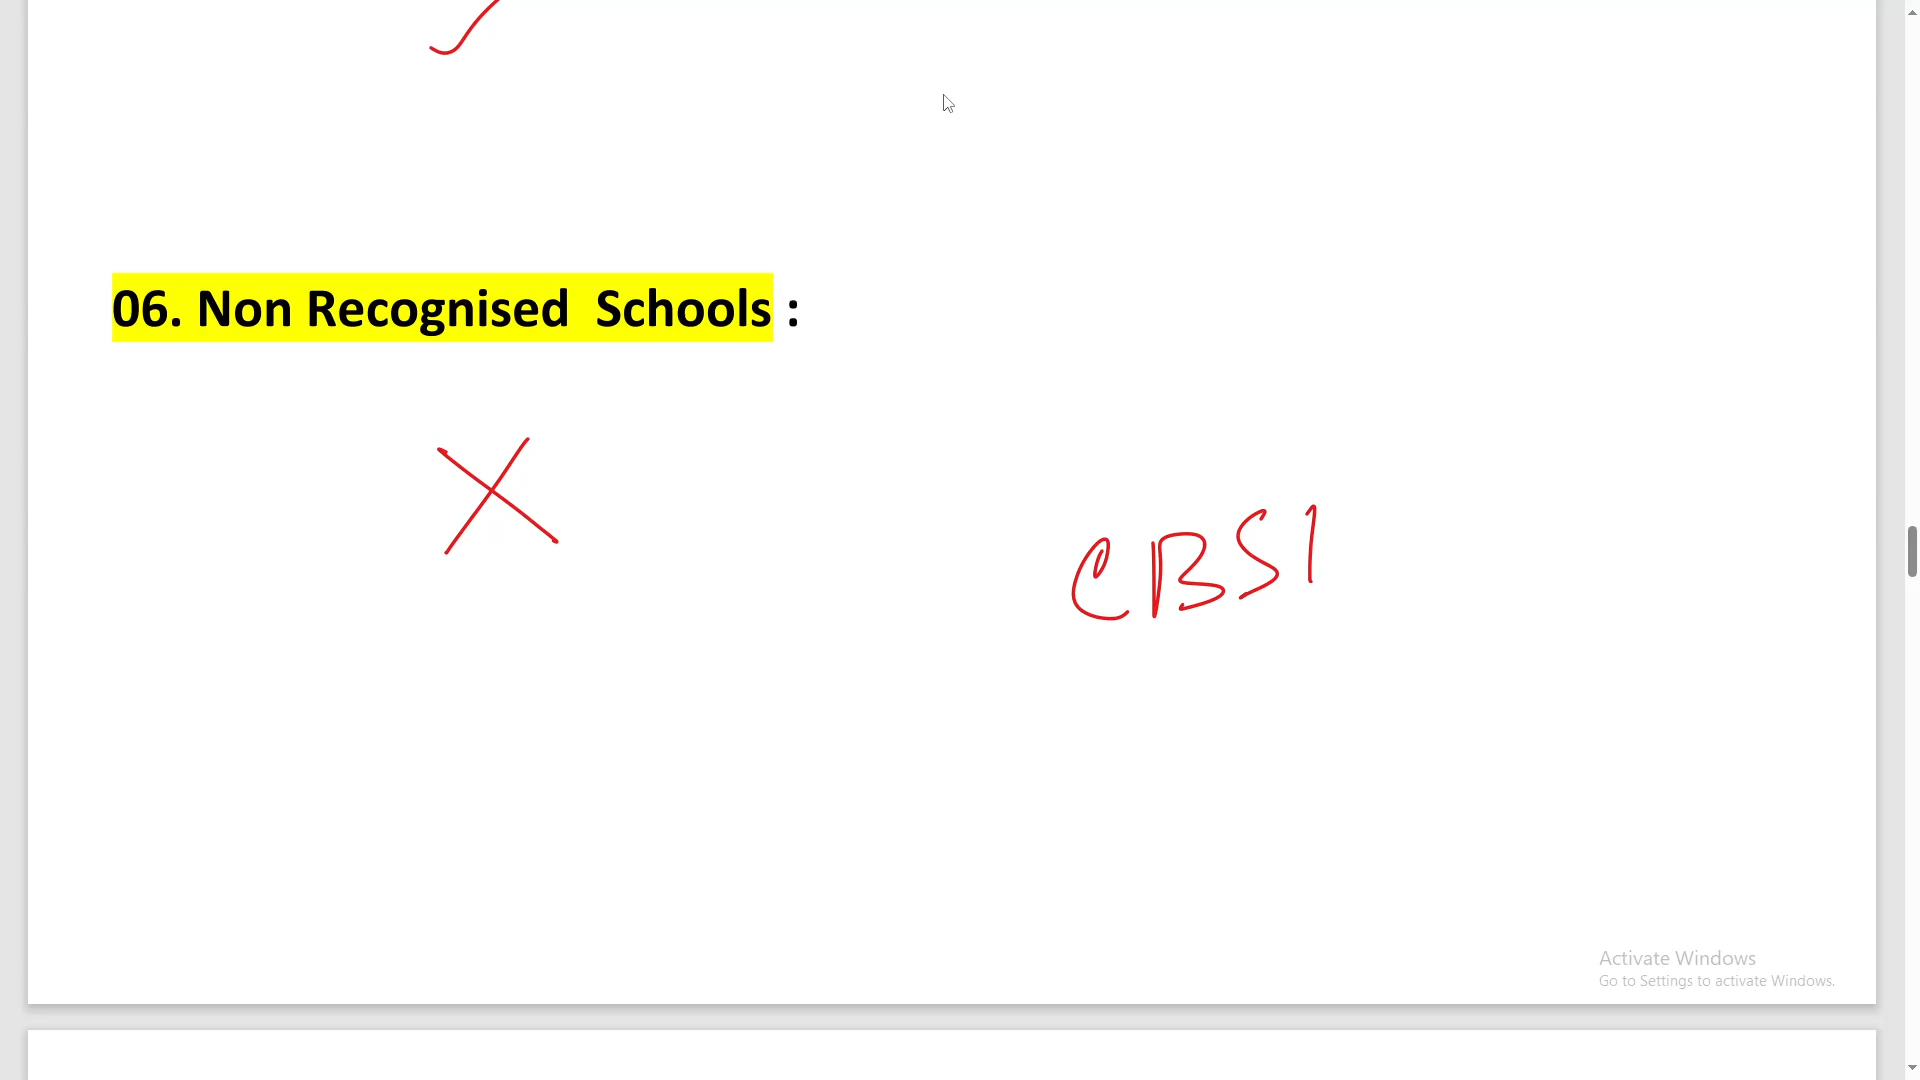 06. Non Recognised Schools :
CBSI
Activate Windows
Go to Settings to activate Windows.